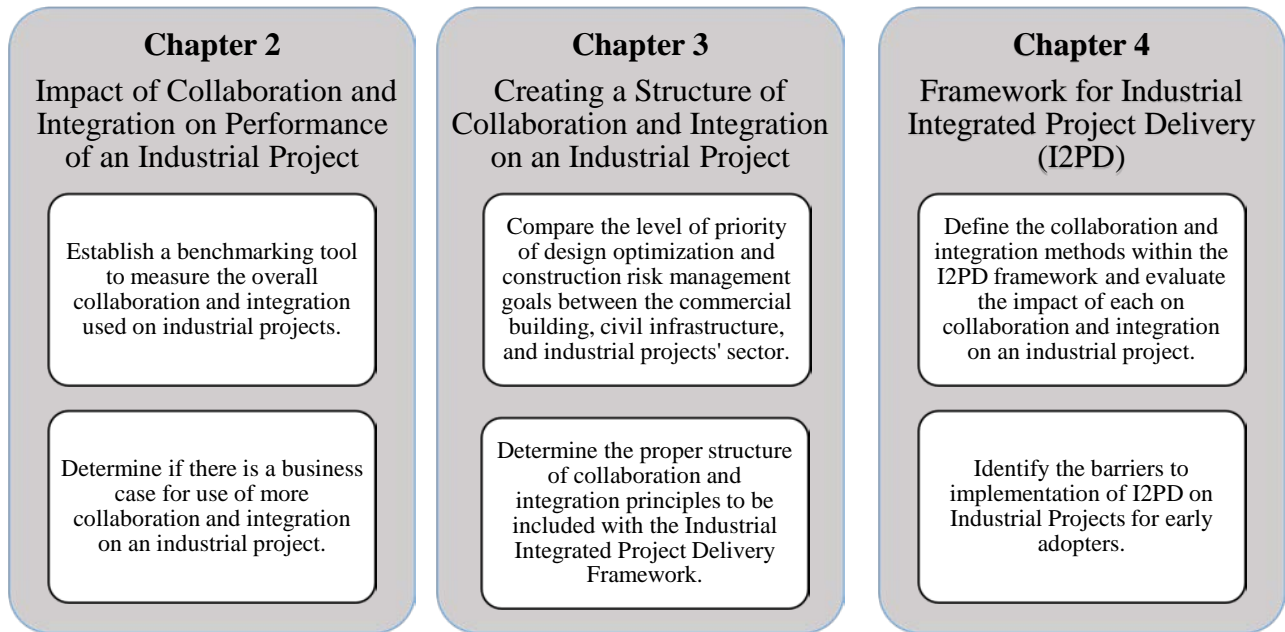 Chapter 2
Impact of Collaboration and
Integration on Performance
of an Industrial Project
Establish a benchmarking tool
to measure the overall
collaboration and integration
used on industrial projects.
Determine if there is a business
case for use of more
collaboration and integration
on an industrial project.
Chapter 3
Creating a Structure of
Collaboration and Integration
on an Industrial Project
Compare the level of priority
of design optimization and
construction risk management
goals between the commercial
building, civil infrastructure,
and industrial projects' sector.
Determine the proper structure
of collaboration and
integration principles to be
included with the Industrial
Integrated Project Delivery
Framework.
Chapter 4
Framework for Industrial
Integrated Project Delivery
(I2PD)
Define the collaboration and
integration methods within the
I2PD framework and evaluate
the impact of each on
collaboration and integration
on an industrial project.
Identify the barriers to
implementation of I2PD on
Industrial Projects for early
adopters.